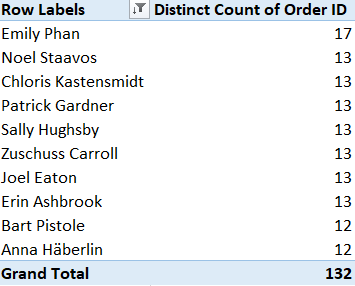 Row Labels Distinct Count of Order ID
Emily Phan 17
Noel Staavos 13
Chloris Kastensmidt 13
Patrick Gardner 13
Sally Hughsby 13
Zuschuss Carroll 13
Joel Eaton 13
Erin Ashbrook 13
Bart Pistole 12
Anna Häberlin 12
Grand Total 132